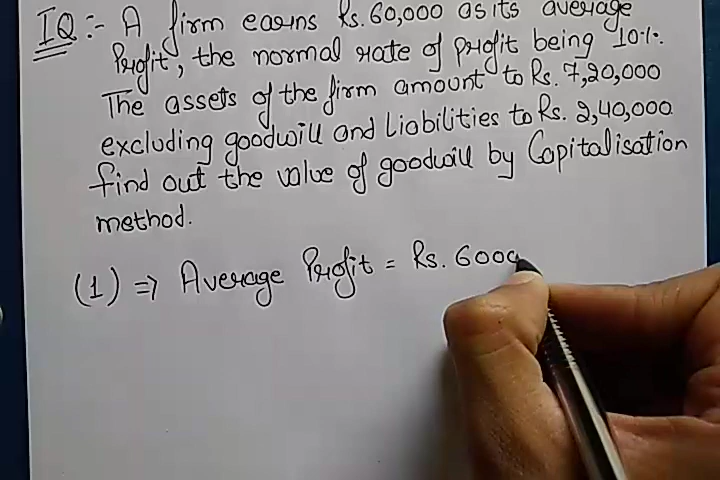 IQ:- A firm earns Rs. 60,000 as its average
Profit, the normal rate of profit being 10%.
The assets of the firm amount to Rs. 7,20,000
excluding goodwill and Liabilities to Rs. 2,40,000
find out the value of goodwill by Capitalisation
method.
(1) => Average Profit = Rs. 6000